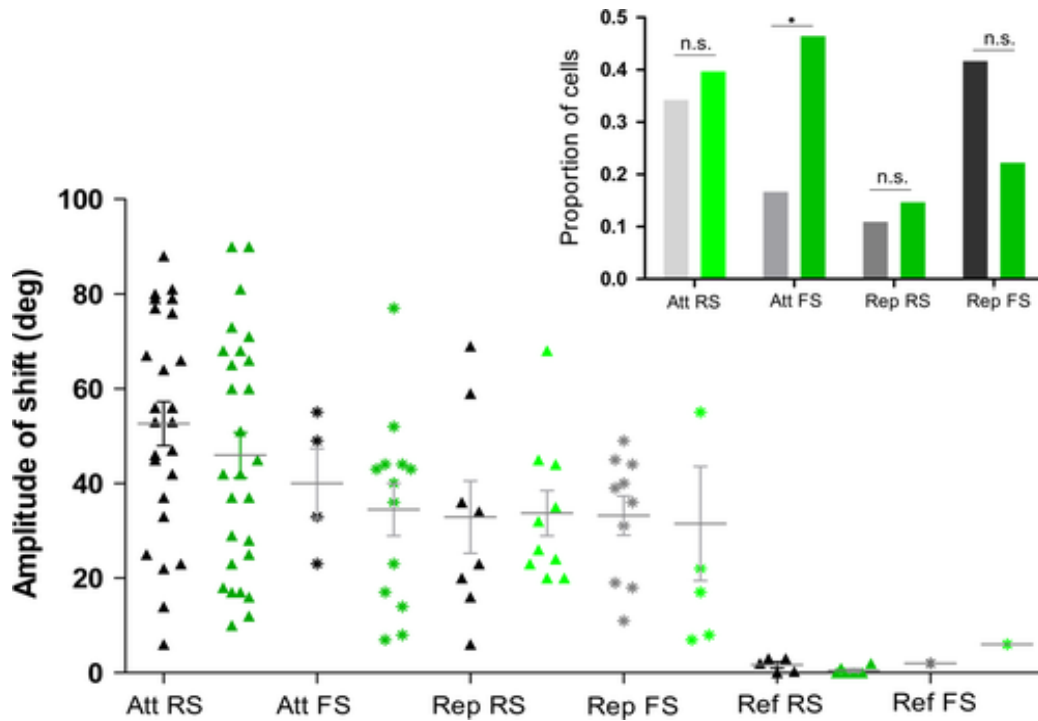 Proportion of cells
0.5
0.4
0.3
0.2
0.1
0.0
n.s.
*
n.s.
n.s.
Att RS
Att FS
Rep RS
Rep FS
Amplitude of shift (deg)
100
80
60
40
20
0
Att RS
Att FS
Rep RS
Rep FS
Ref RS
Ref FS